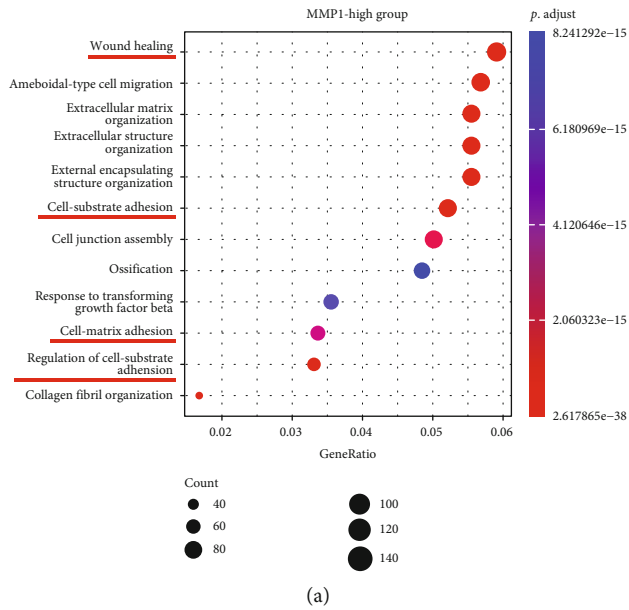 MMP1-high group
p. adjust
Wound healing
Ameboidal-type cell migration
Extracellular matrix
organization
Extracellular structure
organization
External encapsulating
structure organization
Cell-substrate adhesion
Cell junction assembly
Ossification
Response to transforming
growth factor beta
Cell-matrix adhesion
Regulation of cell-substrate
adhension
Collagen fibril organization
8.241292e−15
6.180969e−15
4.120646e−15
2.060323e−15
2.617865e−38
0.02 0.03 0.04 0.05 0.06
GeneRatio
Count
40 100
60 120
80 140
(a)